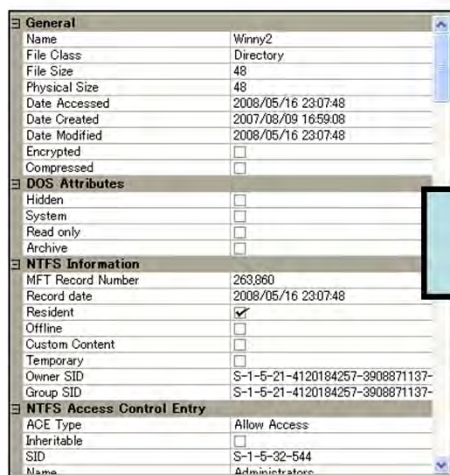 General
Name Winny2
File Class Directory
File Size 48
Physical Size 48
Date Accessed 2008/05/16 23:07:48
Date Created 2007/08/09 16:59:08
Date Modified 2008/05/16 23:07:48
Encrypted
Compressed
DOS Attributes
Hidden
System
Read only
Archive
NTFS Information
MFT Record Number 263,860
Record date 2008/05/16 23:07:48
Resident
Offline
Custom Content
Temporary
Owner SID S-1-5-21-4120184257-3908871137-
Group SID S-1-5-21-4120184257-3908871137-
NTFS Access Control Entry
ACE Type Allow Access
Inheritable
SID S-1-5-32-544
Name Administrators